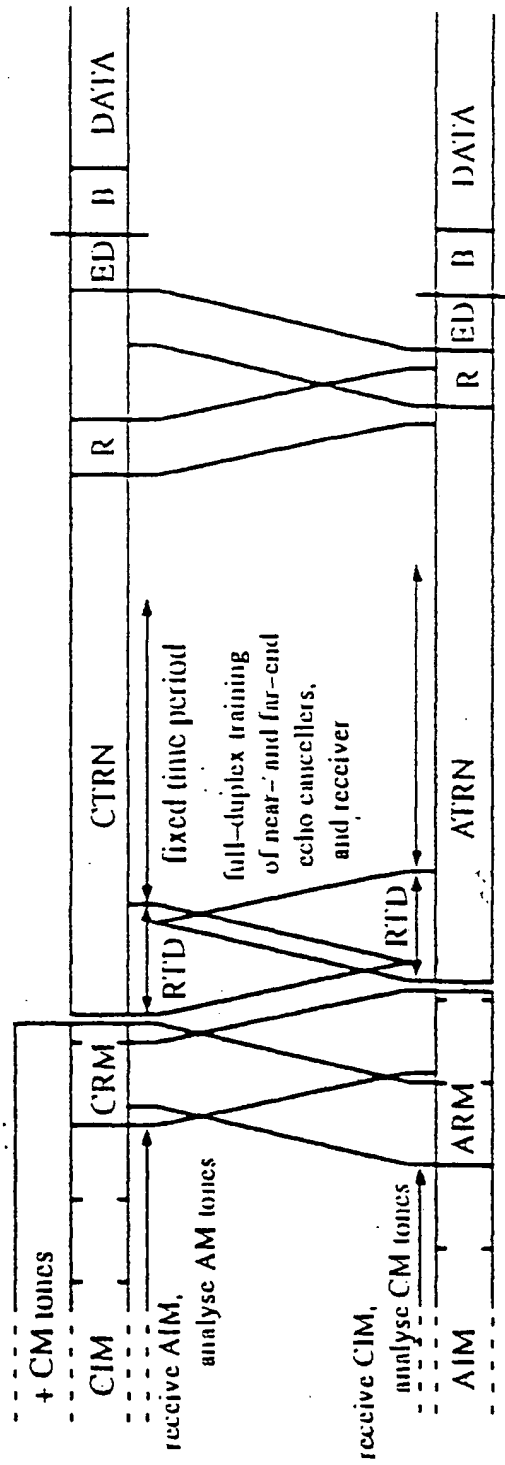 + CM tones
CIM
CRM
CTRN
R
ED
B
DATA
receive AIM,
analyse AM tones
RTD
fixed time period
full-duplex training
of near- and far-end
echo cancellers,
and receiver
receive CIM,
analyse CM tones
RTD
AIM
ARM
ATRN
R
ED
B
DATA